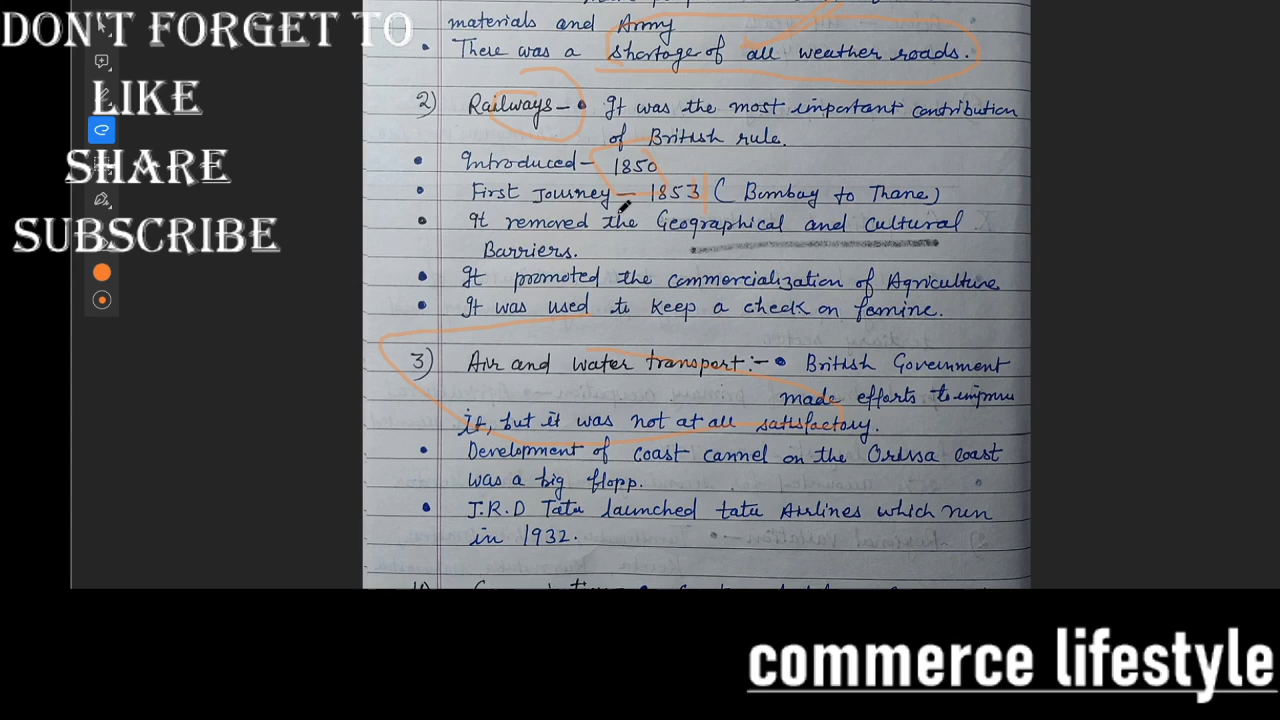 DON'T FORGET TO
LIKE
SHARE
SUBSCRIBE
materials and Army
• There was a shortage of all weather roads.
2) Railways – • It was the most important contribution
of British rule.
• Introduced – 1850
• First Journey – 1853 ( Bombay to Thane)
• It removed the Geographical and Cultural
Barriers.
• It promoted the commercialization of Agriculture
• It was used to keep a check on famine.
3) Air and water transport :– • British Government
made efforts to
it, but it was not at all satisfactory.
• Development of coast cannel on the Orissa coast
was a big flopp.
• J.R.D Tata launched tata Airlines which run
in 1932.
commerce lifestyle